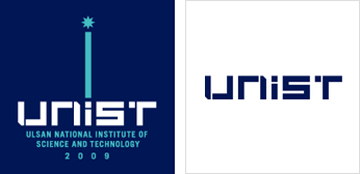 UNiST
ULSAN NATIONAL INSTITUTE OF
SCIENCE AND TECHNOLOGY
2009
UNiST